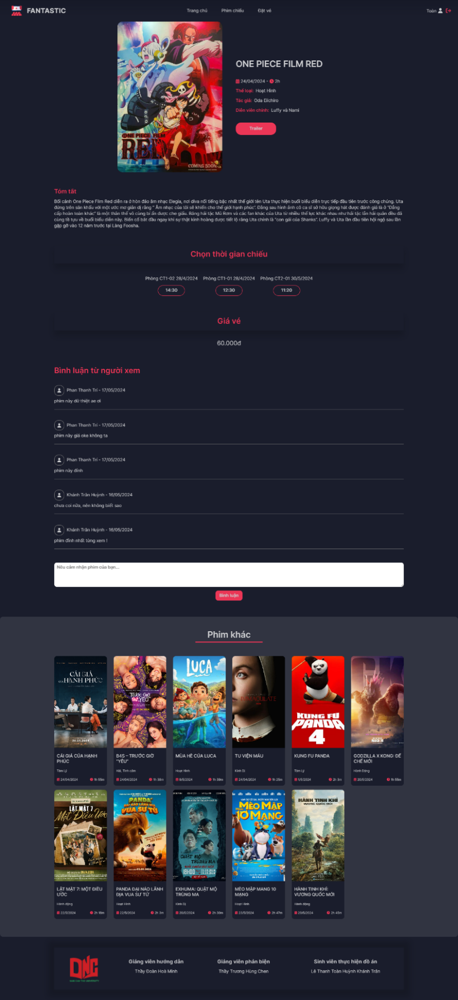 FANTASTIC
Trang chủ
Phim chiếu
Đặt vé
Toàn
UTA
ONE PIECE FILM
RED
COMING SOON
ONE PIECE FILM RED
24/04/2024 - 2h
Thể loại: Hoạt Hình
Tác giả: Oda Eiichiro
Diễn viên chính: Luffy và Nami
Trailer
Tóm tắt
Bối cảnh One Piece Film Red diễn ra ở hòn đảo âm nhạc Elegia, nơi diva nổi tiếng bậc nhất thế giới tên Uta thực hiện buổi biểu diễn trực tiếp đầu tiên trước công chúng. Uta
đứng trên sân khấu với một ước mơ giản dị rằng " Âm nhạc của tôi sẽ khiến cho thế giới hạnh phúc". Đằng sau hình ảnh cô ca sĩ sở hữu giọng hát được đánh giá là ở "Đẳng
cấp hoàn toàn khác" là một thân thế vô cùng bí ẩn được che giấu. Băng hải tặc Mũ Rơm và các fan khác của Uta từ nhiều thế lực khác nhau như hải tặc lẫn hải quân đều đã
cùng tề tựu về buổi biểu diễn này. Biến cố bắt đầu ngay khi sự thật kinh hoàng được tiết lộ rằng Uta chính là "con gái của Shanks". Luffy và Uta lần đầu tiên hội ngộ sau lần
gặp gỡ vào 12 năm trước tại Làng Foosha.
Chọn thời gian chiếu
Phòng CT1-02 28/4/2024
Phòng CT1-01 28/4/2024
Phòng CT2-01 30/5/2024
14:30
12:30
11:20
Giá vé
60.000đ
Bình luận từ người xem
Phan Thanh Trí - 17/05/2024
phim này dữ thiệt ae ơi
Phan Thanh Trí - 17/05/2024
phim này giá oke không ta
Phan Thanh Trí - 17/05/2024
phim này đỉnh
Khánh Trân Huỳnh - 16/05/2024
chưa coi nữa, nên không biết sao
Khánh Trân Huỳnh - 16/05/2024
phim đỉnh nhất từng xem !
Nêu cảm nhận phim của bạn...
Bình luận
Phim khác
CÁI GIÁ
CỦA HẠNH PHÚC
LUCA
IMMACULATE
KUNG FU
PANDA
4
CÁI GIÁ CỦA HẠNH
PHÚC
Tâm Lý
24/04/2024
1h 55m
B4S – TRƯỚC GIỜ
"YÊU"
Hài, Tình cảm
24/04/2024
1h 38m
MÙA HÈ CỦA LUCA
Hoạt Hình
9/5/2024
1h 39m
TU VIỆN MÁU
Kinh Dị
24/04/2024
1h 25m
KUNG FU PANDA
Tâm Lý
1/5/2024
2h 5m
GODZILLA X KONG: ĐẾ
CHẾ MỚI
Hành Động
20/5/2024
1h 55m
LẬT MẶT 7
Một Điều Ước
PANDA
ĐẠI NÁO LÃNH ĐỊA
VUA SƯ TỬ
QUẬT MỘ
TRÙNG MA
18H00
MÈO MẬP
MANG
10 MẠNG
HÀNH TINH KHỈ
VƯƠNG QUỐC MỚI
LẬT MẶT 7: MỘT ĐIỀU
ƯỚC
Hành động
22/5/2024
2h 18m
PANDA ĐẠI NÁO LÃNH
ĐỊA VUA SƯ TỬ
Hoạt Hình
22/5/2024
2h 3m
EXHUMA: QUẬT MỘ
TRÙNG MA
Kinh Dị
20/5/2024
2h 30m
MÈO MẬP MANG 10
MẠNG
Hoạt Hình
23/5/2024
2h 47m
HÀNH TINH KHỈ:
VƯƠNG QUỐC MỚI
Hành động
20/5/2024
2h 45m
DNC
NAM CAN THO UNIVERSITY
Giảng viên hướng dẫn
Thầy Đoàn Hoà Minh
Giảng viên phản biện
Thầy Trương Hùng Chen
Sinh viên thực hiện đồ án
Lê Thanh Toàn Huỳnh Khánh Trân